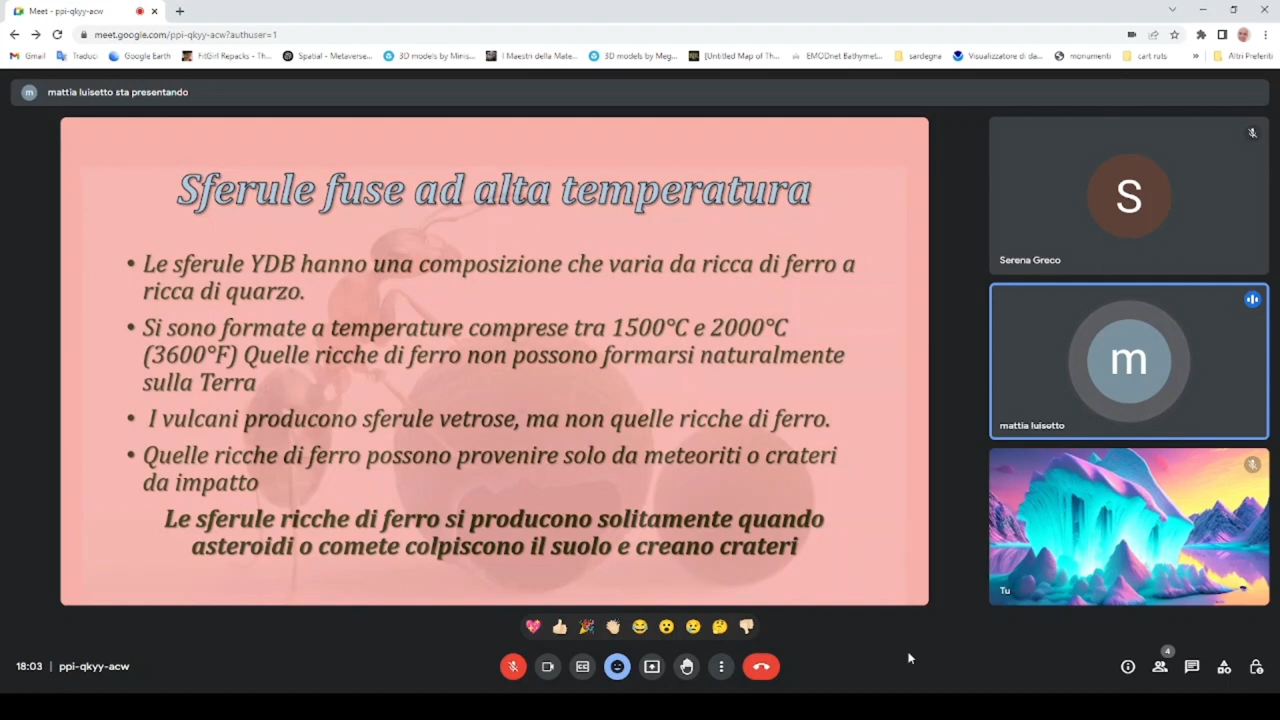 Meet - ppi-qkyy-acw
meet.google.com/ppi-qkyy-acw?authuser=1
Gmail Traduci Google Earth FitGirl Repacks - Th... Spatial - Metaverse... 3D models by Minis... I Maestri della Mate... 3D models by Meg... [Untitled Map of Th... EMODnet Bathymet... sardegna Visualizzatore di da... monumenti cart ruts » Altri Preferiti
m mattia luisetto sta presentando
Sferule fuse ad alta temperatura
• Le sferule YDB hanno una composizione che varia da ricca di ferro a
ricca di quarzo.
• Si sono formate a temperature comprese tra 1500°C e 2000°C
(3600°F) Quelle ricche di ferro non possono formarsi naturalmente
sulla Terra
• I vulcani producono sferule vetrose, ma non quelle ricche di ferro.
• Quelle ricche di ferro possono provenire solo da meteoriti o crateri
da impatto
Le sferule ricche di ferro si producono solitamente quando
asteroidi o comete colpiscono il suolo e creano crateri
S
Serena Greco
m
mattia luisetto
Tu
18:03 | ppi-qkyy-acw
4